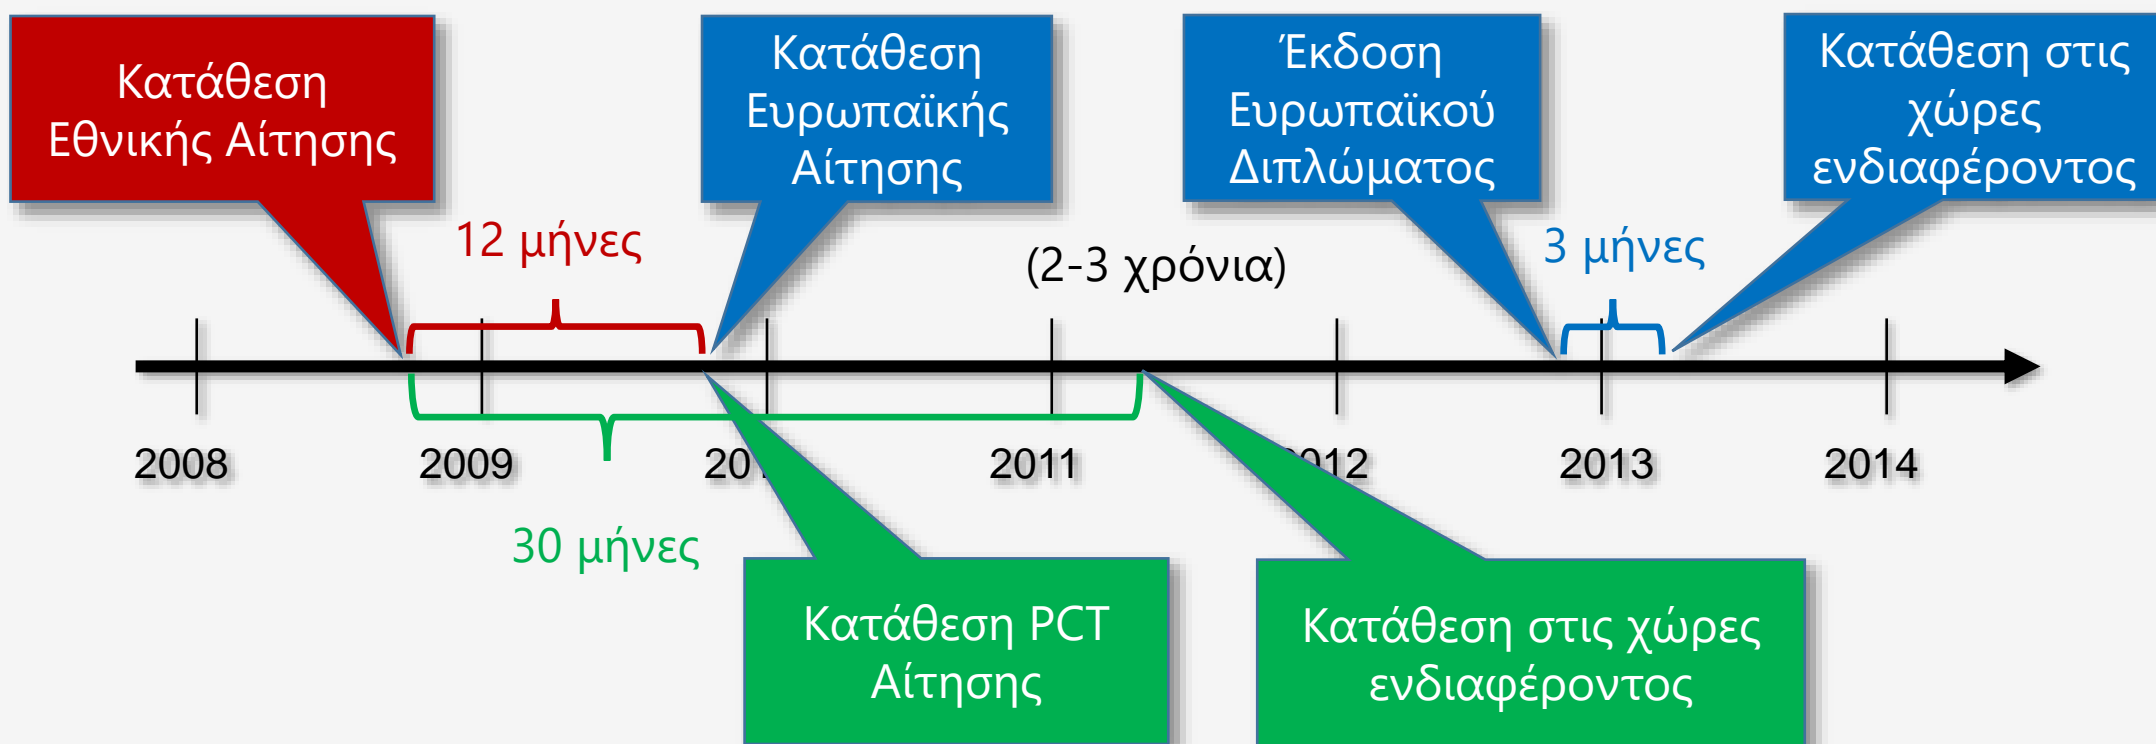 Κατάθεση
Εθνικής Αίτησης
Κατάθεση
Ευρωπαϊκής
Αίτησης
Έκδοση
Ευρωπαϊκού
Διπλώματος
Κατάθεση στις
χώρες
ενδιαφέροντος
12 μήνες
(2-3 χρόνια)
3 μήνες
2008
2009
2011
2013
2014
30 μήνες
Κατάθεση PCT
Αίτησης
Κατάθεση στις χώρες
ενδιαφέροντος